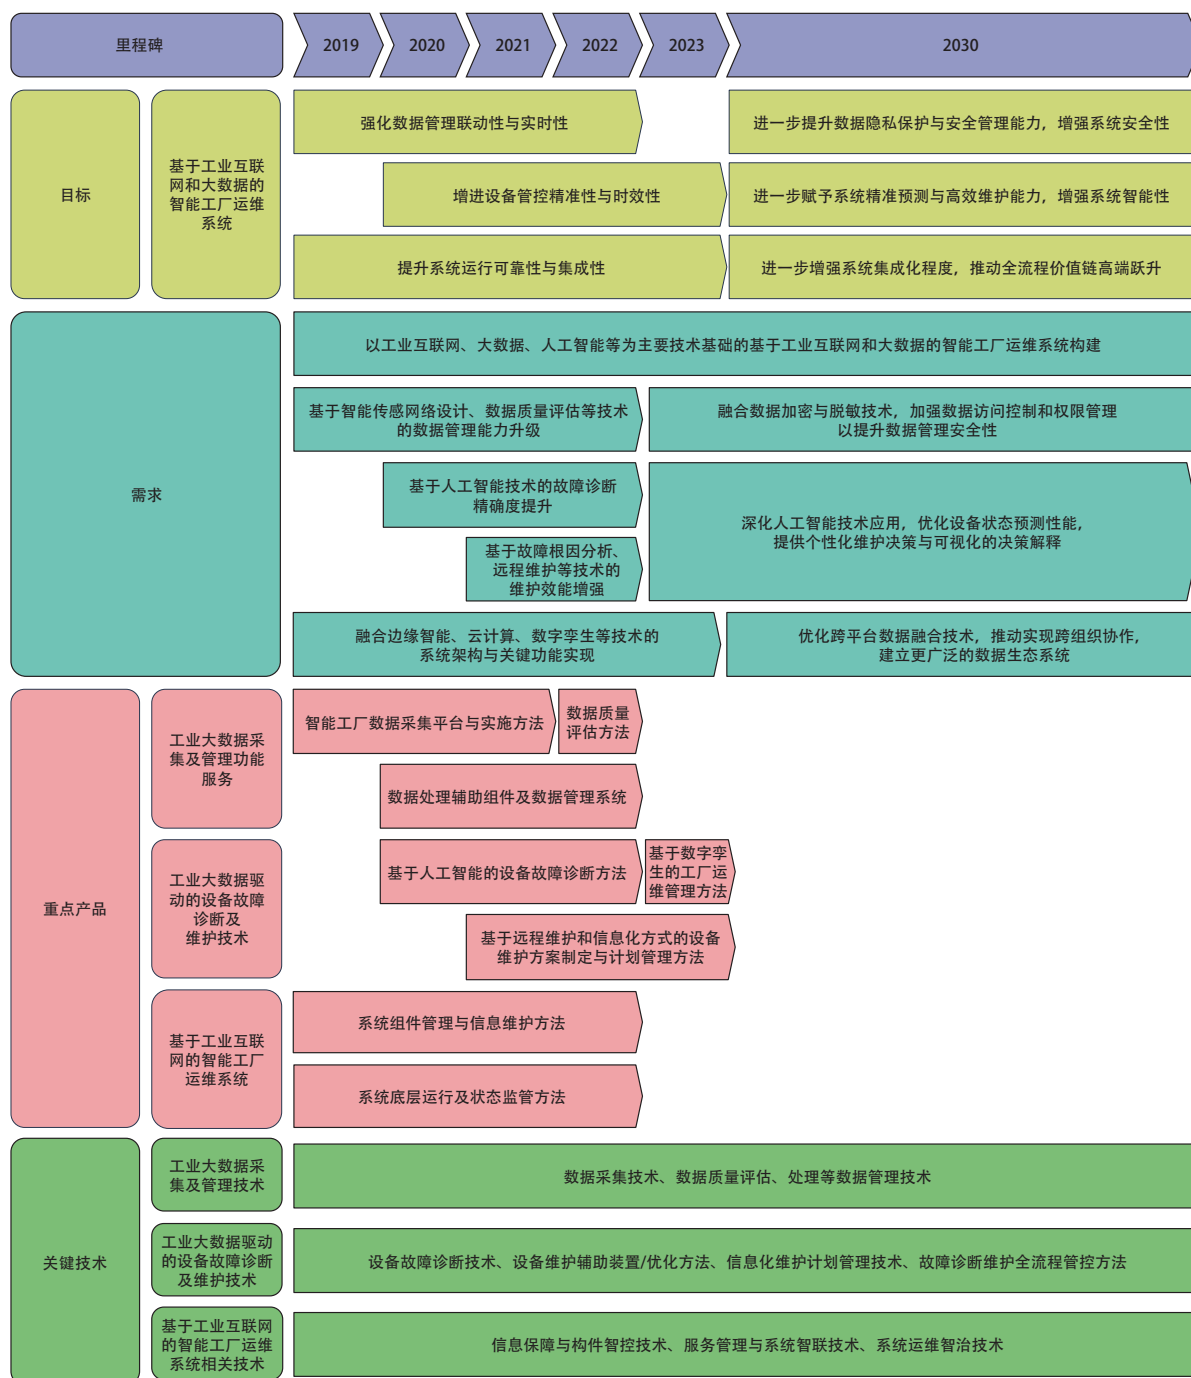 里程碑
2019
2020
2021
2022
2023
2030
目标
基于工业互联
网和大数据的
智能工厂运维
系统
强化数据管理联动性与实时性
进一步提升数据隐私保护与安全管理能力，增强系统安全性
增进设备管控精准性与时效性
进一步赋予系统精准预测与高效维护能力，增强系统智能性
提升系统运行可靠性与集成性
进一步增强系统集成化程度，推动全流程价值链高端跃升
需求
以工业互联网、大数据、人工智能等为主要技术基础的基于工业互联网和大数据的智能工厂运维系统构建
基于智能传感网络设计、数据质量评估等技术
的数据管理能力升级
融合数据加密与脱敏技术，加强数据访问控制和权限管理
以提升数据管理安全性
基于人工智能技术的故障诊断
精确度提升
基于故障根因分析、
远程维护等技术的
维护效能增强
深化人工智能技术应用，优化设备状态预测性能，
提供个性化维护决策与可视化的决策解释
融合边缘智能、云计算、数字孪生等技术的
系统架构与关键功能实现
优化跨平台数据融合技术，推动实现跨组织协作，
建立更广泛的数据生态系统
重点产品
工业大数据采
集及管理功能
服务
智能工厂数据采集平台与实施方法
数据质量
评估方法
数据处理辅助组件及数据管理系统
工业大数据驱
动的设备故障
诊断及
维护技术
基于人工智能的设备故障诊断方法
基于数字孪
生的工厂运
维管理方法
基于远程维护和信息化方式的设备
维护方案制定与计划管理方法
基于工业互联
网的智能工厂
运维系统
系统组件管理与信息维护方法
系统底层运行及状态监管方法
关键技术
工业大数据采
集及管理技术
数据采集技术、数据质量评估、处理等数据管理技术
工业大数据驱动
的设备故障诊断
及维护技术
设备故障诊断技术、设备维护辅助装置/优化方法、信息化维护计划管理技术、故障诊断维护全流程管控方法
基于工业互联网
的智能工厂运维
系统相关技术
信息保障与构件智控技术、服务管理与系统智联技术、系统运维智治技术